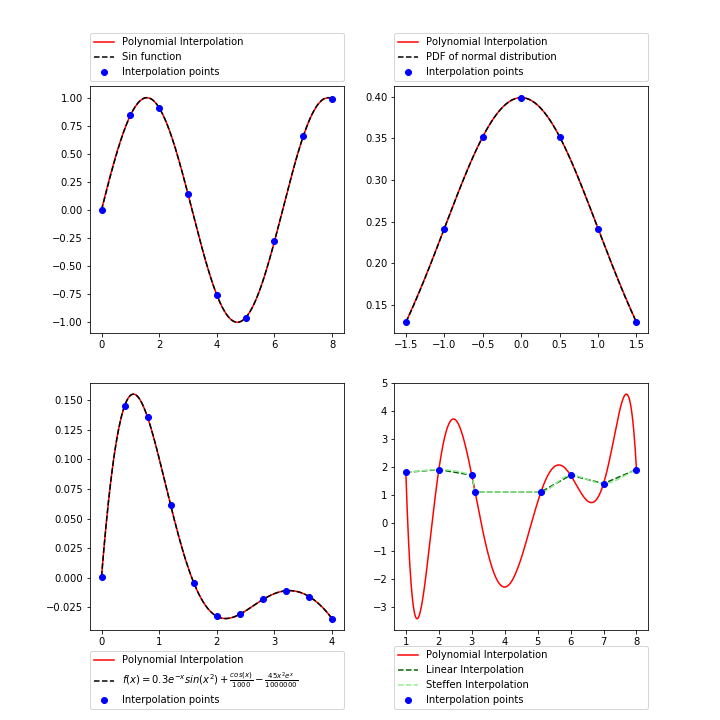 Polynomial Interpolation
Sin function
Interpolation points
1.00
0.75
0.50
0.25
0.00
−0.25
−0.50
−0.75
−1.00
0 2 4 6 8
Polynomial Interpolation
PDF of normal distribution
Interpolation points
0.40
0.35
0.30
0.25
0.20
0.15
−1.5 −1.0 −0.5 0.0 0.5 1.0 1.5
0.150
0.125
0.100
0.075
0.050
0.025
0.000
−0.025
0 1 2 3 4
Polynomial Interpolation
f(x) = 0.3e^{−x}sin(x^2) + \frac{cos(x)}{1000} − \frac{45x^2e^x}{1000000}
Interpolation points
5
4
3
2
1
0
−1
−2
−3
1 2 3 4 5 6 7 8
Polynomial Interpolation
Linear Interpolation
Steffen Interpolation
Interpolation points